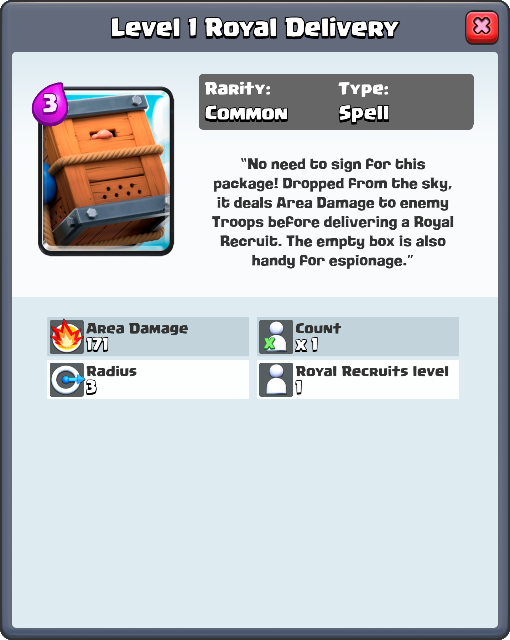 Level 1 Royal Delivery
3
Rarity:
Common
Type:
Spell
“No need to sign for this
package! Dropped from the sky,
it deals Area Damage to enemy
Troops before delivering a Royal
Recruit. The empty box is also
handy for espionage.”
Area Damage
171
Count
x 1
Radius
3
Royal Recruits level
1